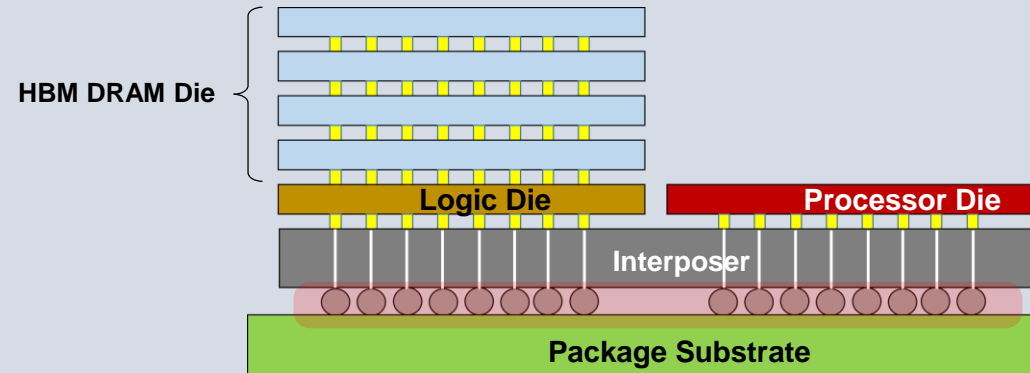 HBM DRAM Die
Logic Die
Processor Die
Interposer
Package Substrate